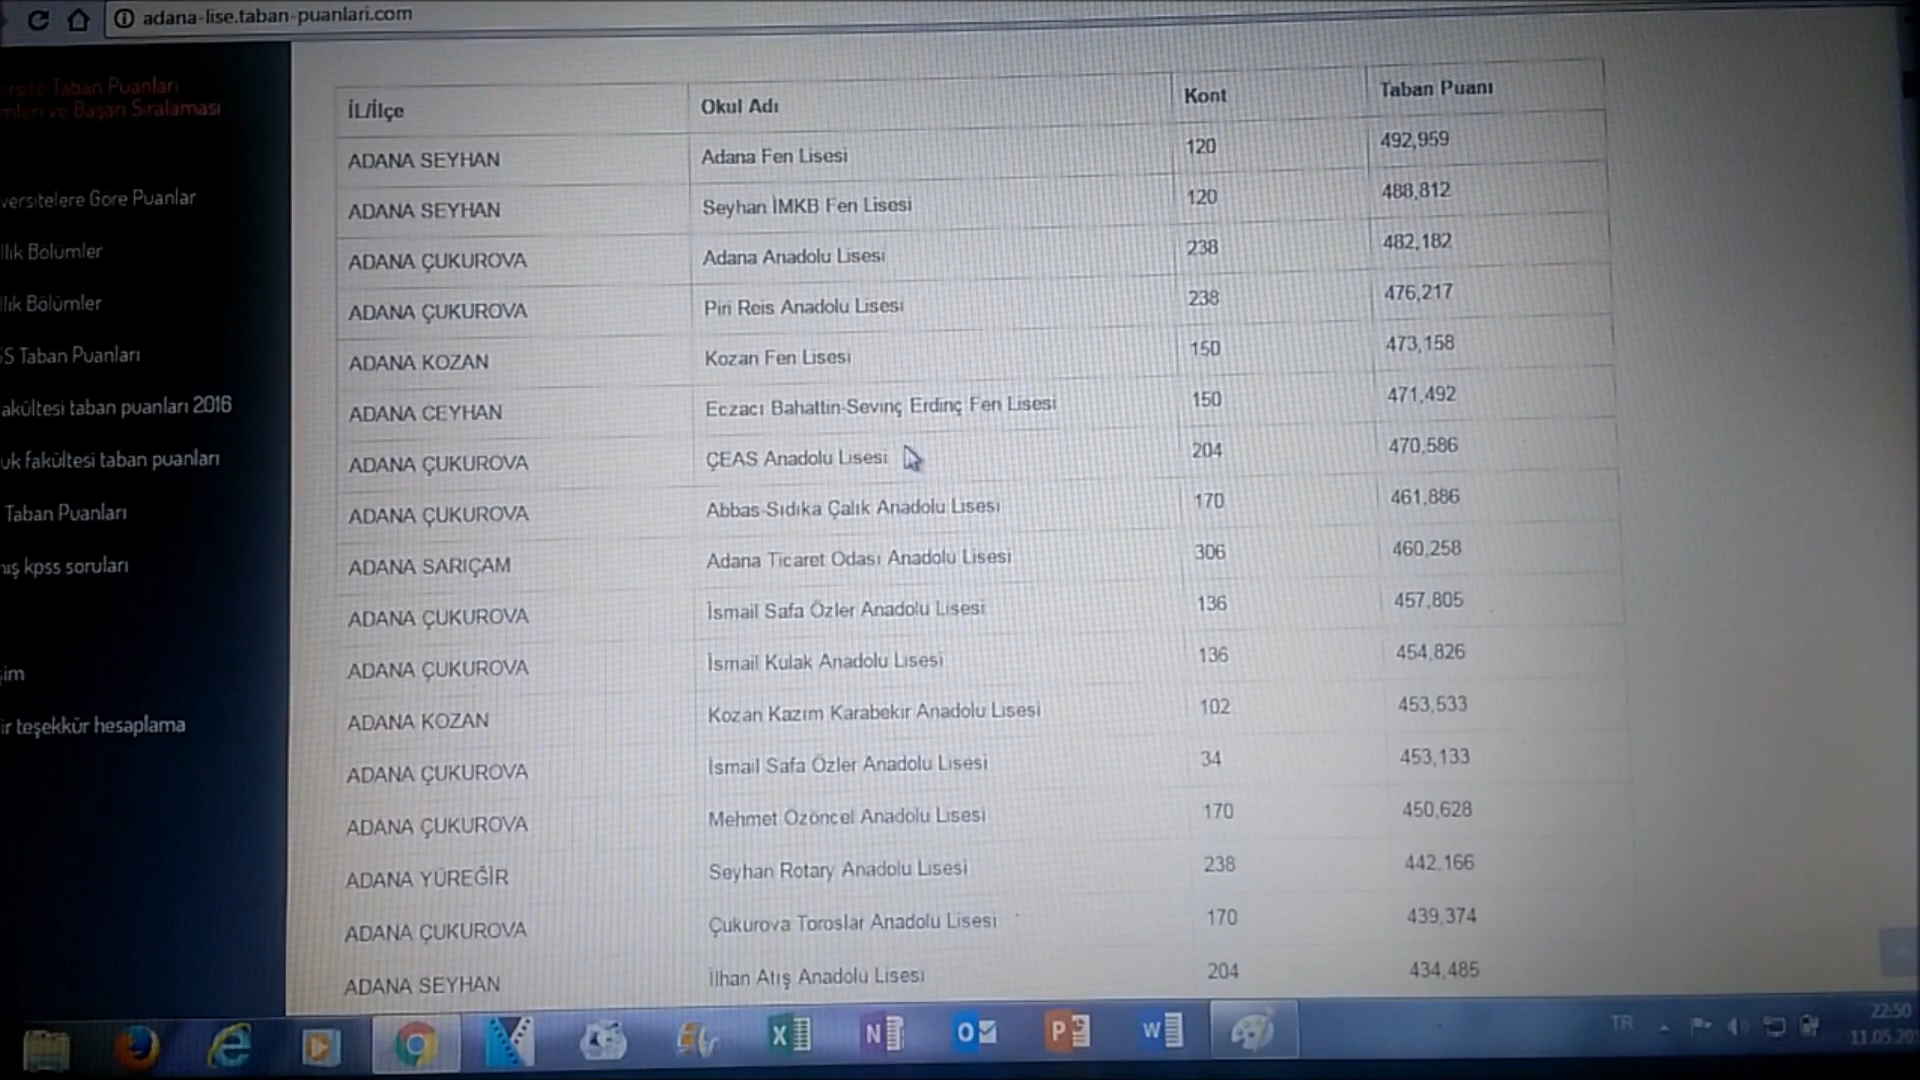 adana-lise.taban-puanlari.com
Taban Puanları
ve Başarı Sıralaması
Göre Puanlar
Bölümler
Bölümler
Taban Puanları
taban puanları 2016
fakültesi taban puanları
Taban Puanları
kpss soruları
teşekkür hesaplama
İL/İlçe Okul Adı Kont Taban Puanı
ADANA SEYHAN Adana Fen Lisesi 120 492,959
ADANA SEYHAN Seyhan İMKB Fen Lisesi 120 488,812
ADANA ÇUKUROVA Adana Anadolu Lisesi 238 482,182
ADANA ÇUKUROVA Piri Reis Anadolu Lisesi 238 476,217
ADANA KOZAN Kozan Fen Lisesi 150 473,158
ADANA CEYHAN Eczacı Bahattin-Sevinç Erdinç Fen Lisesi 150 471,492
ADANA ÇUKUROVA ÇEAS Anadolu Lisesi 204 470,586
ADANA ÇUKUROVA Abbas-Sıdıka Çalık Anadolu Lisesi 170 461,886
ADANA SARIÇAM Adana Ticaret Odası Anadolu Lisesi 306 460,258
ADANA ÇUKUROVA İsmail Safa Özler Anadolu Lisesi 136 457,805
ADANA ÇUKUROVA İsmail Kulak Anadolu Lisesi 136 454,826
ADANA KOZAN Kozan Kazım Karabekir Anadolu Lisesi 102 453,533
ADANA ÇUKUROVA İsmail Safa Özler Anadolu Lisesi 34 453,133
ADANA ÇUKUROVA Mehmet Özöncel Anadolu Lisesi 170 450,628
ADANA YÜREĞİR Seyhan Rotary Anadolu Lisesi 238 442,166
ADANA ÇUKUROVA Çukurova Toroslar Anadolu Lisesi 170 439,374
ADANA SEYHAN İlhan Atış Anadolu Lisesi 204 434,485
TR
22:50